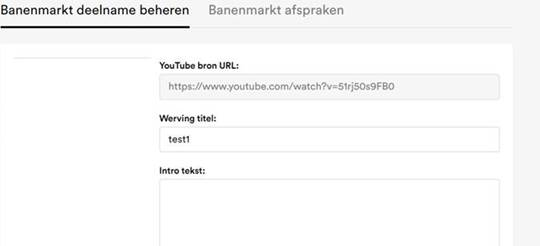 Banenmarkt deelname beheren Banenmarkt afspraken
YouTube bron URL:
https://www.youtube.com/watch?v=51rj50s9FB0
Werving titel:
test1
Intro tekst: